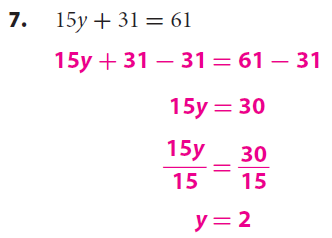 7. 15y + 31 = 61
15y + 31 − 31 = 61 − 31
15y = 30
15y/15 = 30/15
y = 2